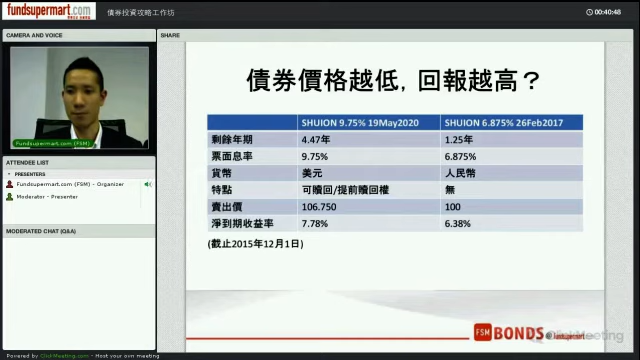 fundsupermart.com
債券投資攻略工作坊
00:40:48
CAMERA AND VOICE
SHARE
Fundsupermart.com (FSM)
ATTENDEE LIST
PRESENTERS
Fundsupermart.com (FSM) - Organizer
Moderator - Presenter
MODERATED CHAT (Q&A)
債券價格越低, 回報越高？
SHUION 9.75% 19May2020 SHUION 6.875% 26Feb2017
剩餘年期 4.47年 1.25年
票面息率 9.75% 6.875%
貨幣 美元 人民幣
特點 可贖回/提前贖回權 無
賣出價 106.750 100
淨到期收益率 7.78% 6.38%
(截止2015年12月1日)
FSM BONDS
ClickMeeting
Powered by ClickMeeting.com - Host your own meeting